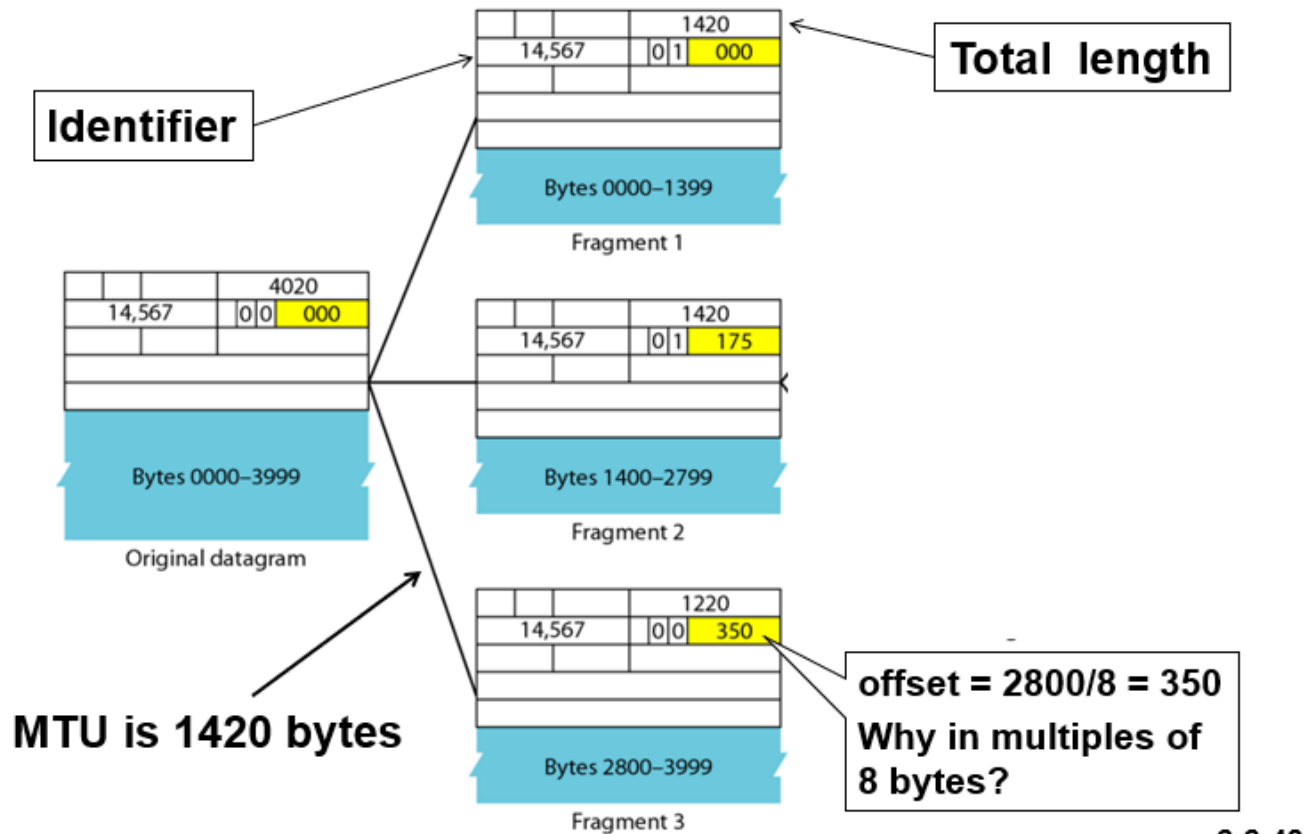 1420
14,567 0 1 000
Total length
Identifier
Bytes 0000–1399
Fragment 1
4020
14,567 0 0 000
Bytes 0000–3999
Original datagram
1420
14,567 0 1 175
Bytes 1400–2799
Fragment 2
MTU is 1420 bytes
1220
14,567 0 0 350
offset = 2800/8 = 350
Why in multiples of
8 bytes?
Bytes 2800–3999
Fragment 3